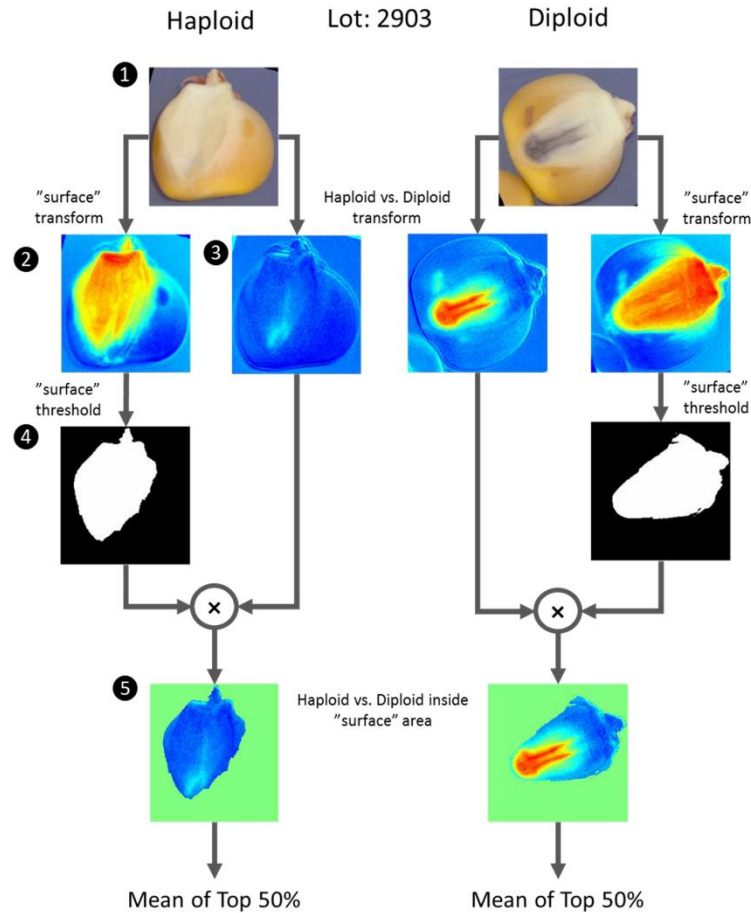 Haploid Lot: 2903 Diploid
1
"surface"
transform
Haploid vs. Diploid
transform
"surface"
transform
2
3
"surface"
threshold
"surface"
threshold
4
×
×
5
Haploid vs. Diploid inside
"surface" area
Mean of Top 50%
Mean of Top 50%